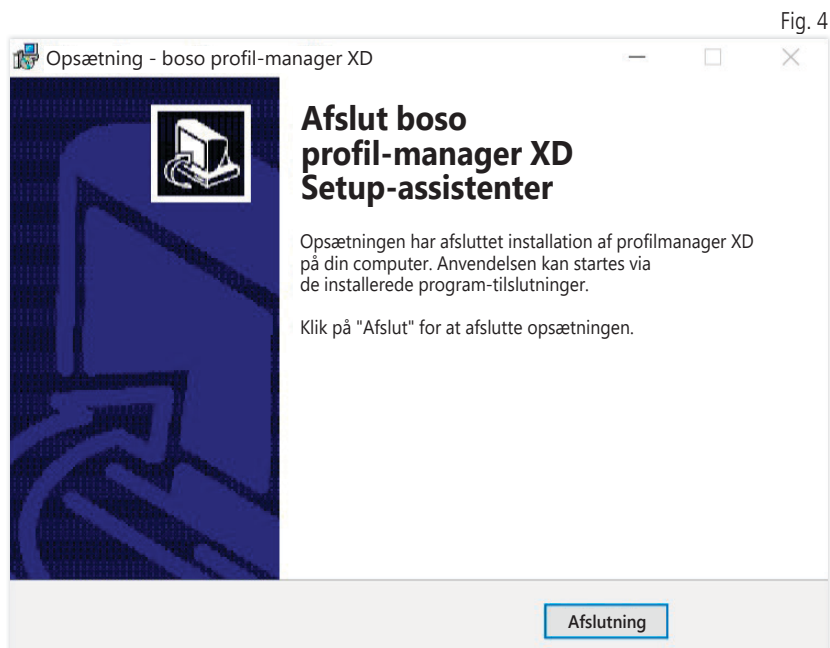 Fig. 4
Opsætning - boso profil-manager XD
Afslut boso
profil-manager XD
Setup-assistenter
Opsætningen har afsluttet installation af profilmanager XD
på din computer. Anvendelsen kan startes via
de installerede program-tilslutninger.
Klik på "Afslut" for at afslutte opsætningen.
Afslutning